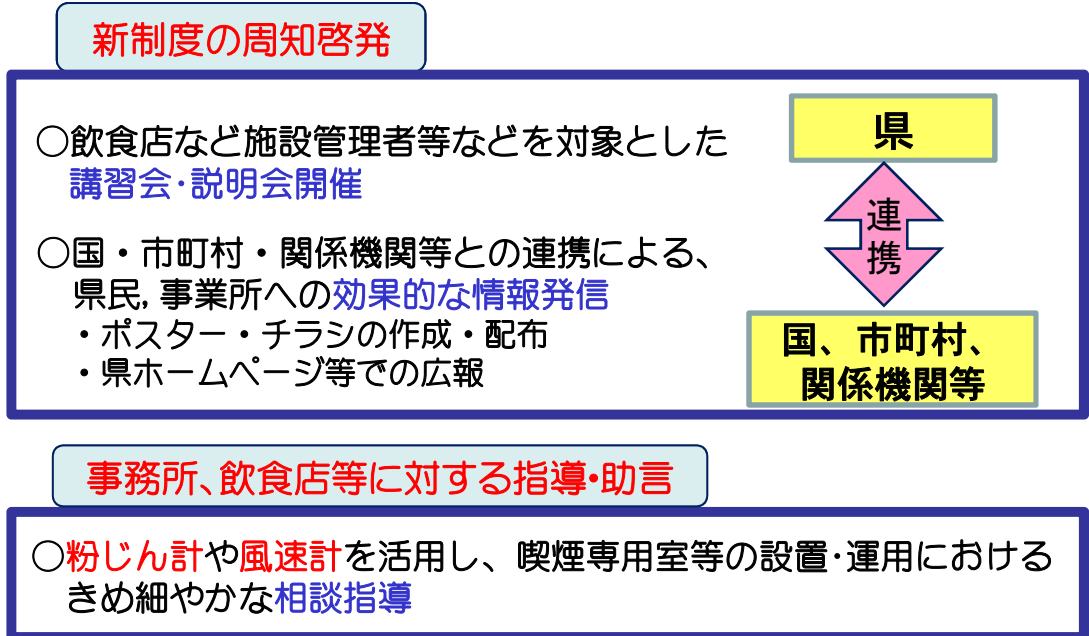 新制度の周知啓発
○飲食店など施設管理者等などを対象とした
講習会･説明会開催
○国・市町村・関係機関等との連携による、
県民,事業所への効果的な情報発信
・ポスター・チラシの作成・配布
・県ホームページ等での広報
県
連
携
国、市町村、
関係機関等
事務所、飲食店等に対する指導･助言
○粉じん計や風速計を活用し、喫煙専用室等の設置･運用における
きめ細やかな相談指導